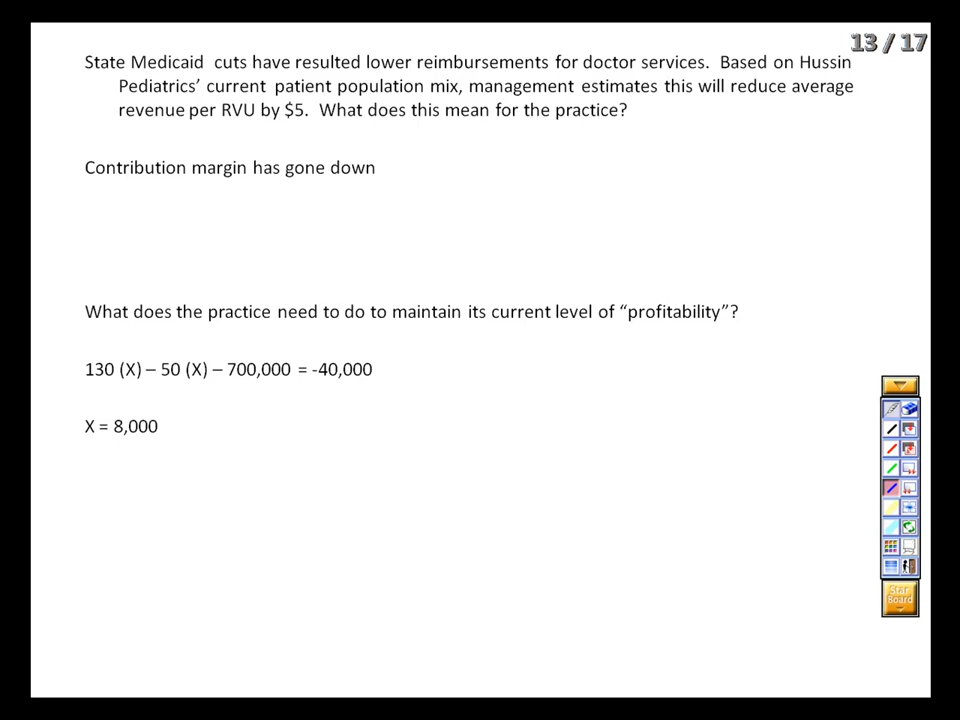 13 / 17
State Medicaid cuts have resulted lower reimbursements for doctor services. Based on Hussin
Pediatrics’ current patient population mix, management estimates this will reduce average
revenue per RVU by $5. What does this mean for the practice?
Contribution margin has gone down
What does the practice need to do to maintain its current level of “profitability”?
130 (X) – 50 (X) – 700,000 = -40,000
X = 8,000
Star
Board